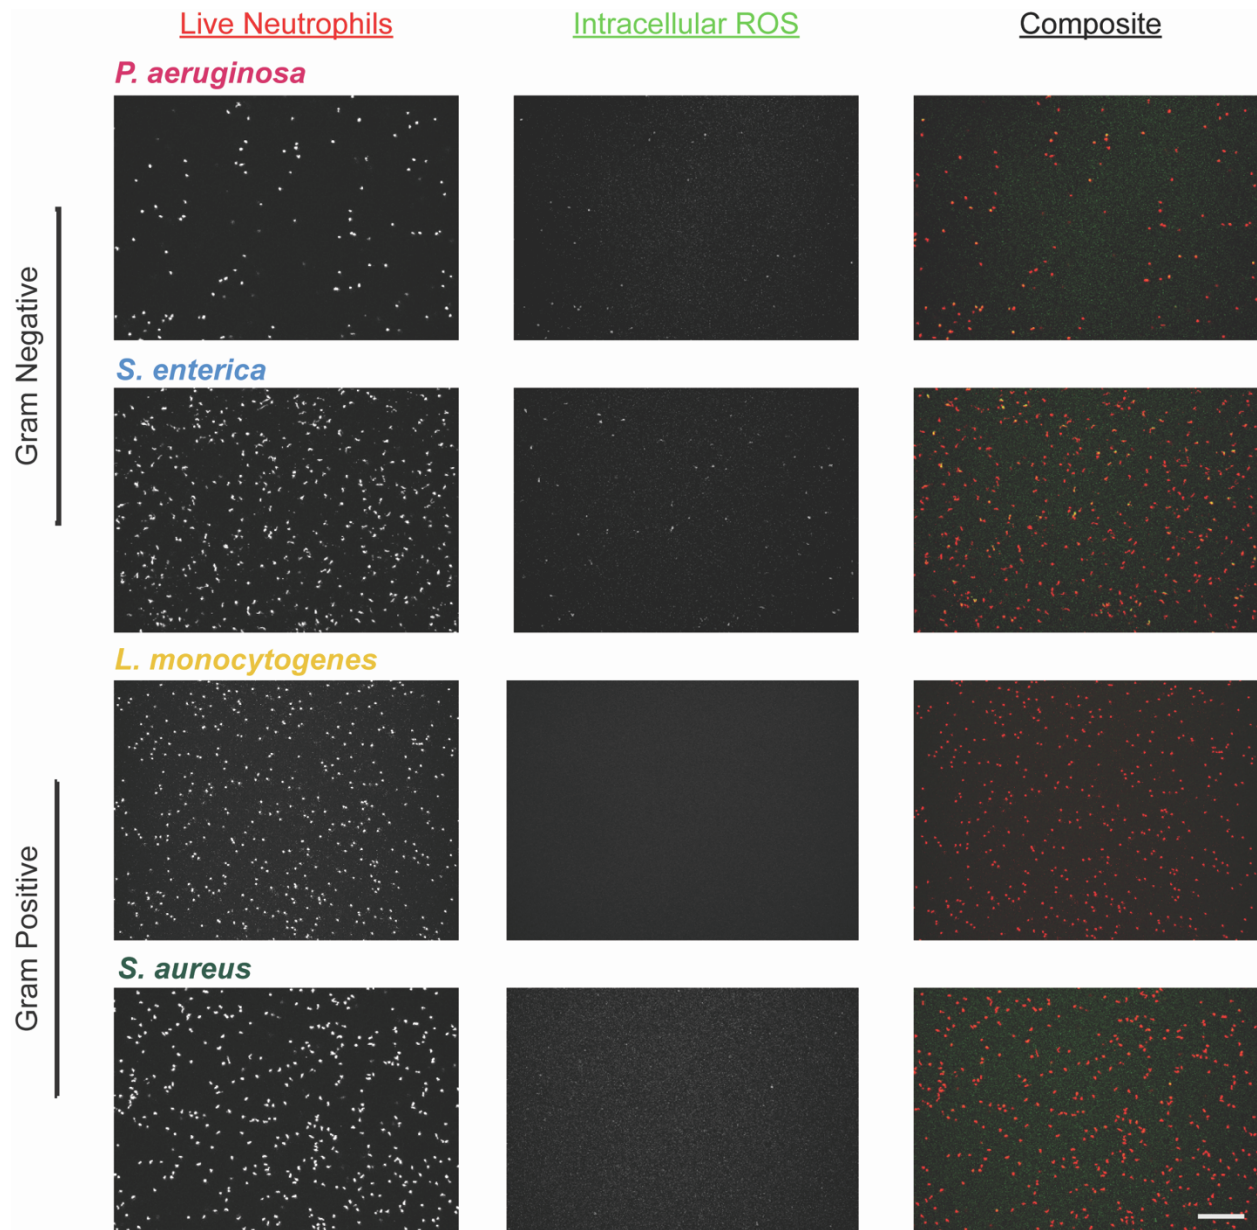 Live Neutrophils
Intracellular ROS
Composite
P. aeruginosa
Gram Negative
S. enterica
L. monocytogenes
Gram Positive
S. aureus